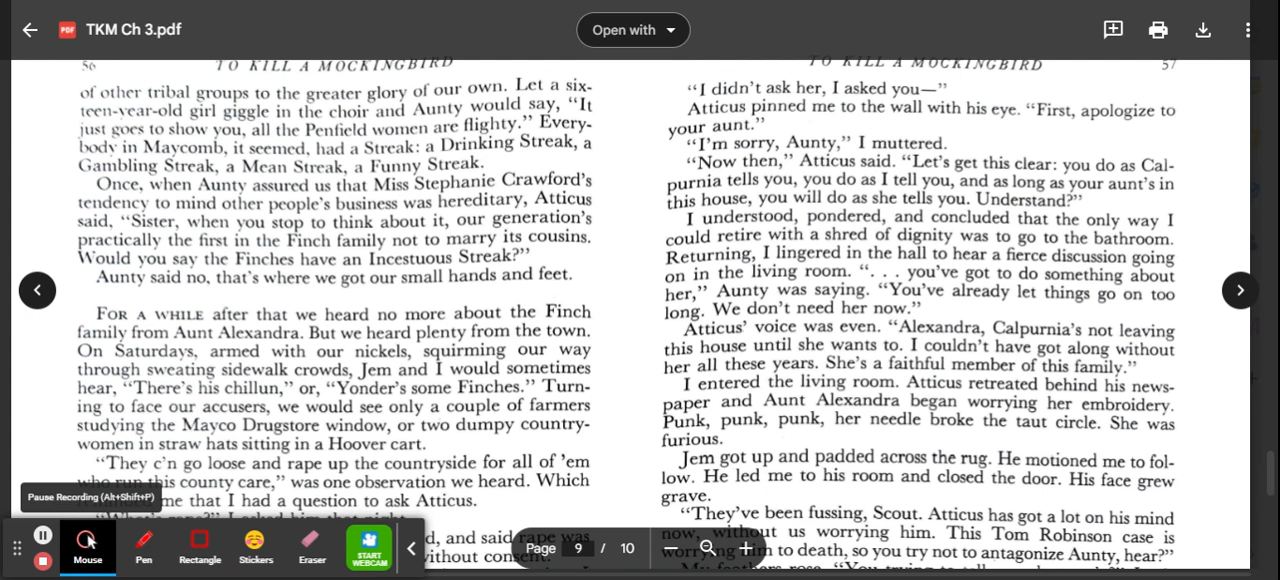 TKM Ch 3.pdf
Open with
56
TO KILL A MOCKINGBIRD
of other tribal groups to the greater glory of our own. Let a six-
teen-year-old girl giggle in the choir and Aunty would say, “It
just goes to show you, all the Penfield women are flighty.” Every-
body in Maycomb, it seemed, had a Streak: a Drinking Streak, a
Gambling Streak, a Mean Streak, a Funny Streak.
Once, when Aunty assured us that Miss Stephanie Crawford’s
tendency to mind other people’s business was hereditary, Atticus
said, “Sister, when you stop to think about it, our generation’s
practically the first in the Finch family not to marry its cousins.
Would you say the Finches have an Incestuous Streak?”
Aunty said no, that’s where we got our small hands and feet.
FOR A WHILE after that we heard no more about the Finch
family from Aunt Alexandra. But we heard plenty from the town.
On Saturdays, armed with our nickels, squirming our way
through sweating sidewalk crowds, Jem and I would sometimes
hear, “There’s his chillun,” or, “Yonder’s some Finches.” Turn-
ing to face our accusers, we would see only a couple of farmers
studying the Mayco Drugstore window, or two dumpy country-
women in straw hats sitting in a Hoover cart.
“They c’n go loose and rape up the countryside for all of ’em
who run this county care,” was one observation we heard. Which
me that I had a question to ask Atticus.
d, and said rape was
without consent.
TO KILL A MOCKINGBIRD
57
“I didn’t ask her, I asked you—”
Atticus pinned me to the wall with his eye. “First, apologize to
your aunt.”
“I’m sorry, Aunty,” I muttered.
“Now then,” Atticus said. “Let’s get this clear: you do as Cal-
purnia tells you, you do as I tell you, and as long as your aunt’s in
this house, you will do as she tells you. Understand?”
I understood, pondered, and concluded that the only way I
could retire with a shred of dignity was to go to the bathroom.
Returning, I lingered in the hall to hear a fierce discussion going
on in the living room. “. . . you’ve got to do something about
her,” Aunty was saying. “You’ve already let things go on too
long. We don’t need her now.”
Atticus’ voice was even. “Alexandra, Calpurnia’s not leaving
this house until she wants to. I couldn’t have got along without
her all these years. She’s a faithful member of this family.”
I entered the living room. Atticus retreated behind his news-
paper and Aunt Alexandra began worrying her embroidery.
Punk, punk, punk, her needle broke the taut circle. She was
furious.
Jem got up and padded across the rug. He motioned me to fol-
low. He led me to his room and closed the door. His face grew
grave.
“They’ve been fussing, Scout. Atticus has got a lot on his mind
now, without us worrying him. This Tom Robinson case is
worrying him to death, so you try not to antagonize Aunty, hear?”
Pause Recording (Alt+Shift+P)
Mouse
Pen
Rectangle
Stickers
Eraser
START
WEBCAM
Page 9 / 10